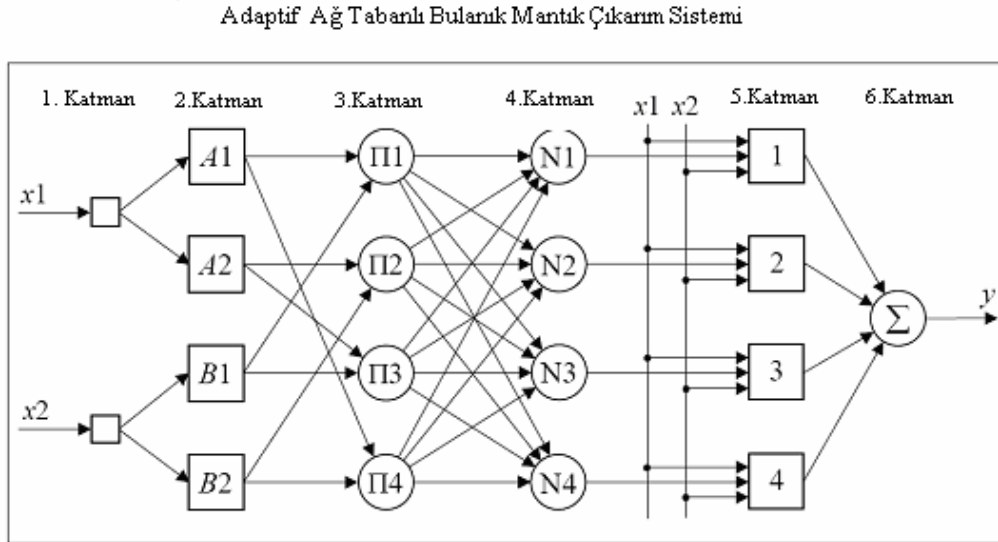 Adaptif Ağ Tabanlı Bulanık Mantık Çıkarım Sistemi
1. Katman 2.Katman 3.Katman 4.Katman 5.Katman 6.Katman
x1 x2
A1 Π1 N1 1
x1
A2 Π2 N2 2
y
Σ
B1 Π3 N3 3
x2
B2 Π4 N4 4